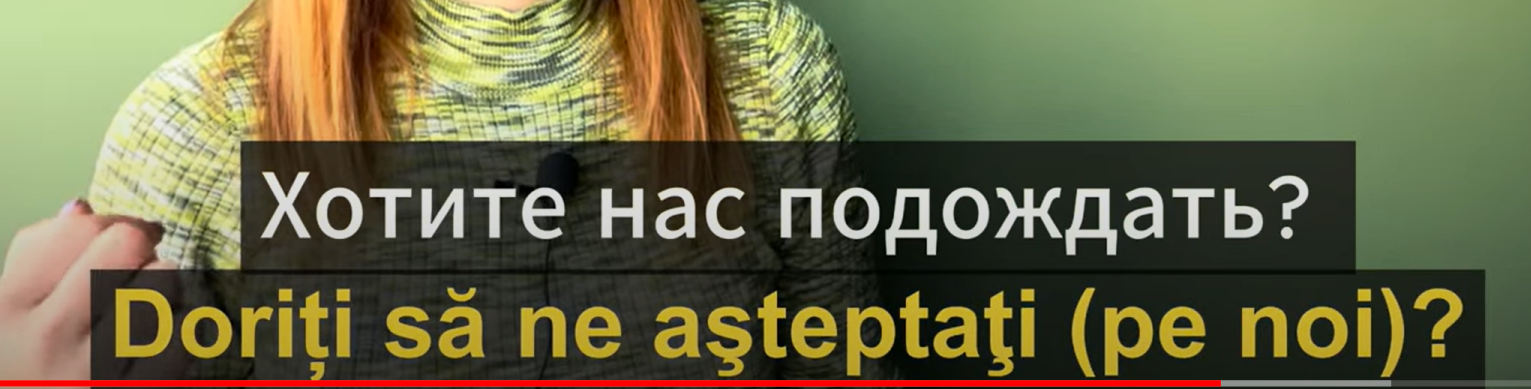 Хотите нас подождать?
Doriți să ne aşteptaţi (pe noi)?